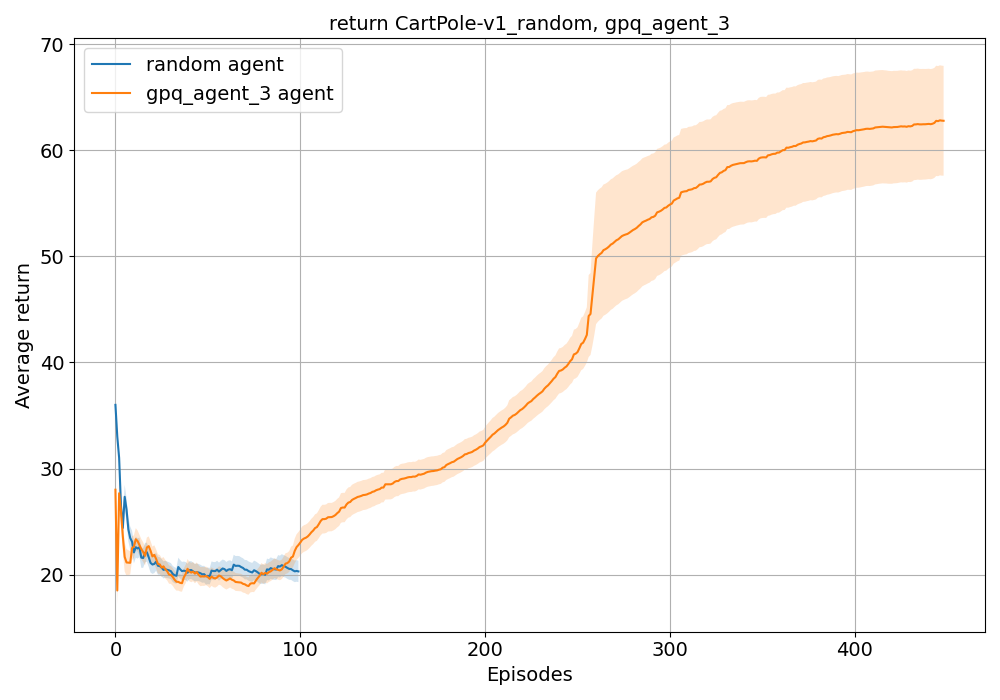 return CartPole-v1_random, gpq_agent_3
random agent
gpq_agent_3 agent
70
60
50
40
30
20
Average return
0
100
200
300
400
Episodes